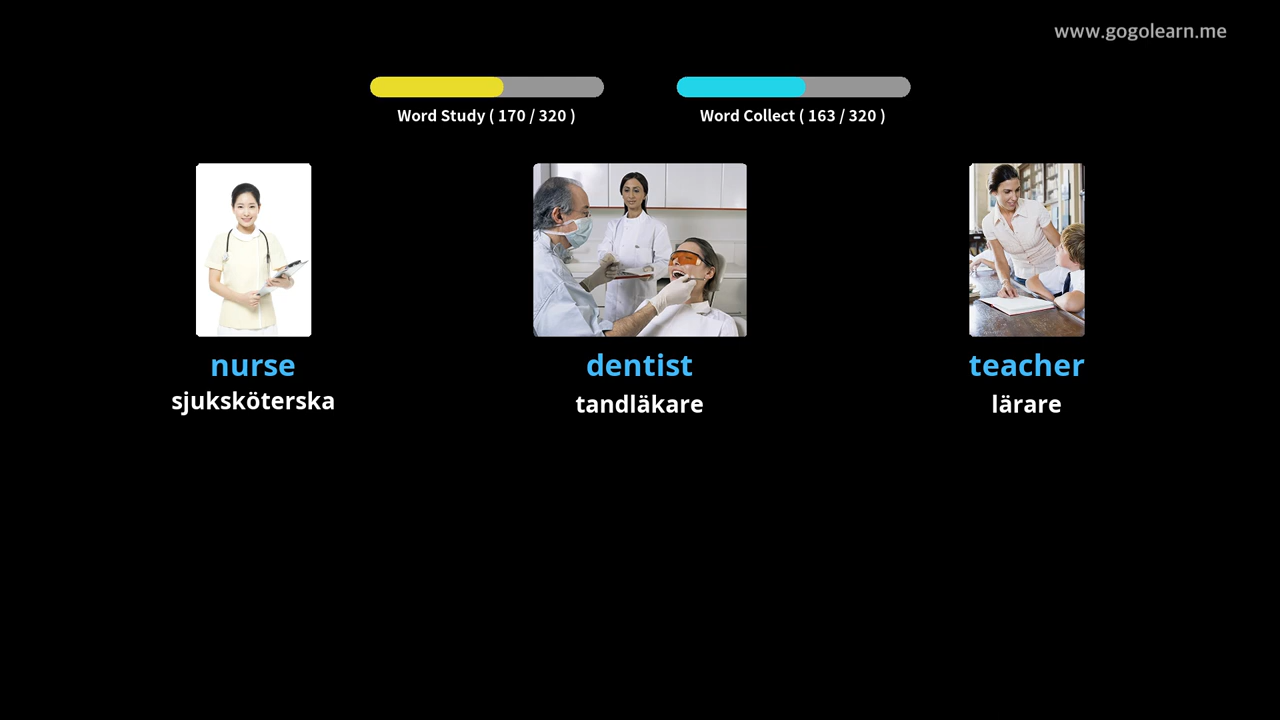 www.gogolearn.me
Word Study ( 170 / 320 )
Word Collect ( 163 / 320 )
nurse
sjuksköterska
dentist
tandläkare
teacher
lärare